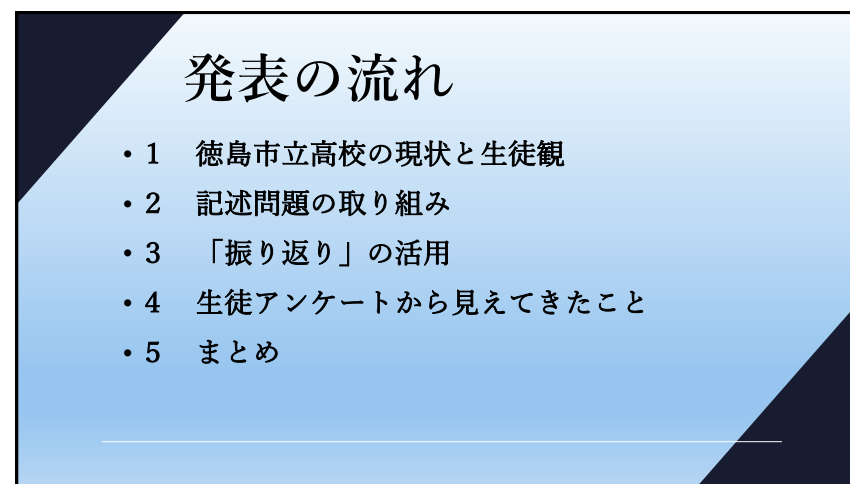 発表の流れ
• 1　徳島市立高校の現状と生徒観
• 2　記述問題の取り組み
• 3　「振り返り」の活用
• 4　生徒アンケートから見えてきたこと
• 5　まとめ